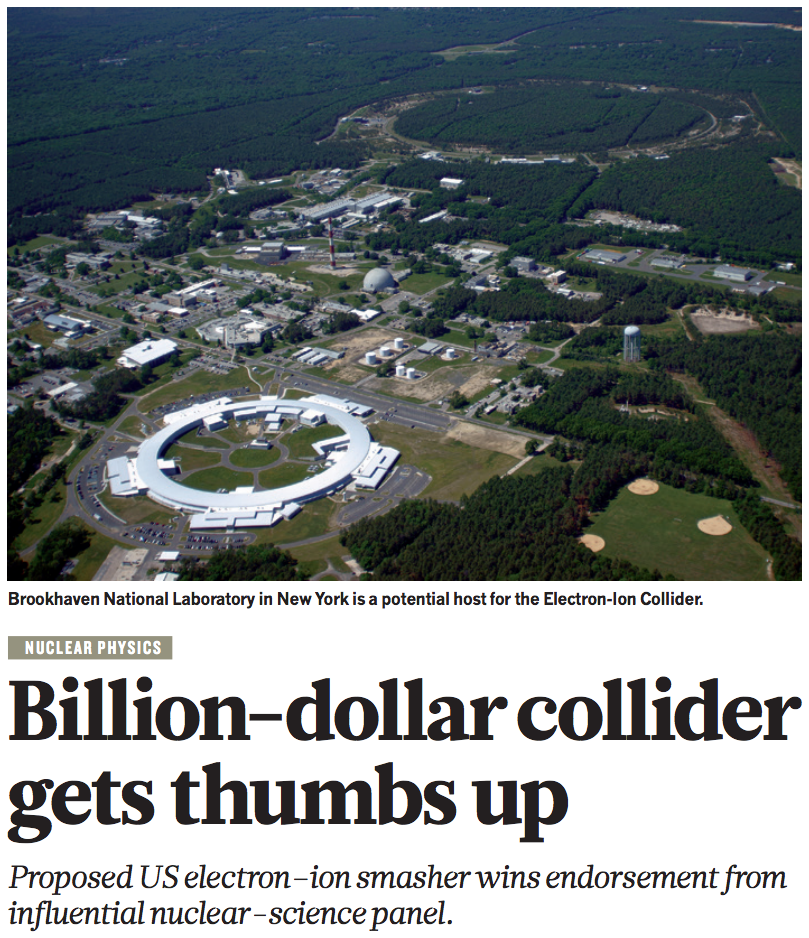 Brookhaven National Laboratory in New York is a potential host for the Electron-Ion Collider.
NUCLEAR PHYSICS
Billion-dollar collider
gets thumbs up
Proposed US electron–ion smasher wins endorsement from
influential nuclear-science panel.